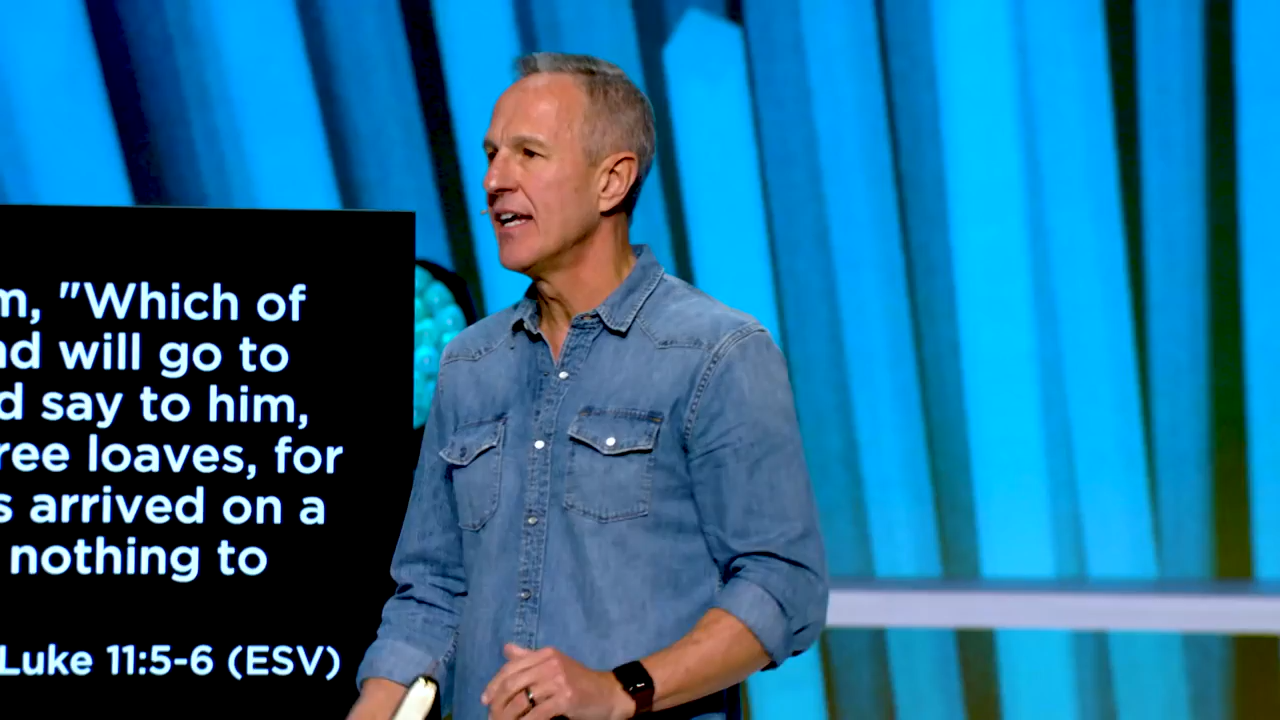 m, "Which of
nd will go to
d say to him,
ree loaves, for
s arrived on a
nothing to
Luke 11:5-6 (ESV)